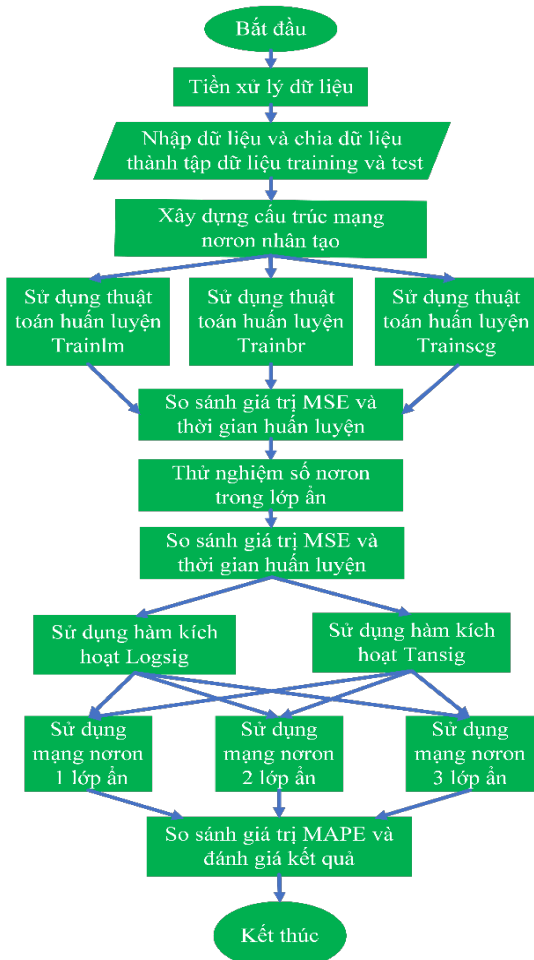 Bắt đầu
Tiền xử lý dữ liệu
Nhập dữ liệu và chia dữ liệu
thành tập dữ liệu training và test
Xây dựng cấu trúc mạng
nơron nhân tạo
Sử dụng thuật
toán huấn luyện
Trainlm
Sử dụng thuật
toán huấn luyện
Trainbr
Sử dụng thuật
toán huấn luyện
Trainscg
So sánh giá trị MSE và
thời gian huấn luyện
Thử nghiệm số nơron
trong lớp ẩn
So sánh giá trị MSE và
thời gian huấn luyện
Sử dụng hàm kích
hoạt Logsig
Sử dụng hàm kích
hoạt Tansig
Sử dụng
mạng nơron
1 lớp ẩn
Sử dụng
mạng nơron
2 lớp ẩn
Sử dụng
mạng nơron
3 lớp ẩn
So sánh giá trị MAPE và
đánh giá kết quả
Kết thúc